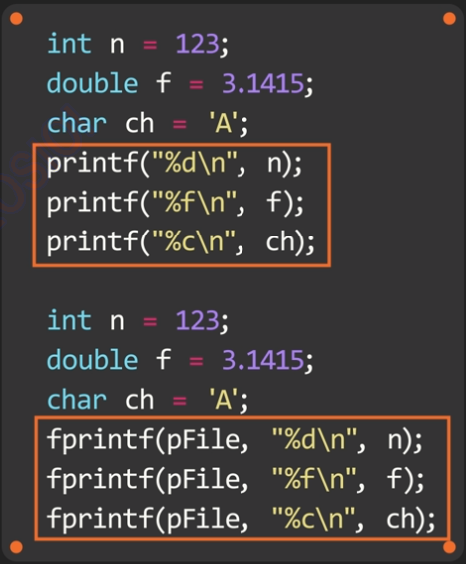 int n = 123;
double f = 3.1415;
char ch = 'A';
printf("%d\n", n);
printf("%f\n", f);
printf("%c\n", ch);
int n = 123;
double f = 3.1415;
char ch = 'A';
fprintf(pFile, "%d\n", n);
fprintf(pFile, "%f\n", f);
fprintf(pFile, "%c\n", ch);